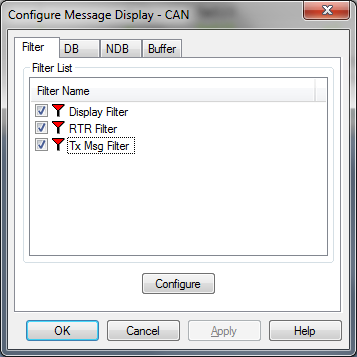 Configure Message Display - CAN
Filter DB NDB Buffer
Filter List
Filter Name
Display Filter
RTR Filter
Tx Msg Filter
Configure
OK Cancel Apply Help